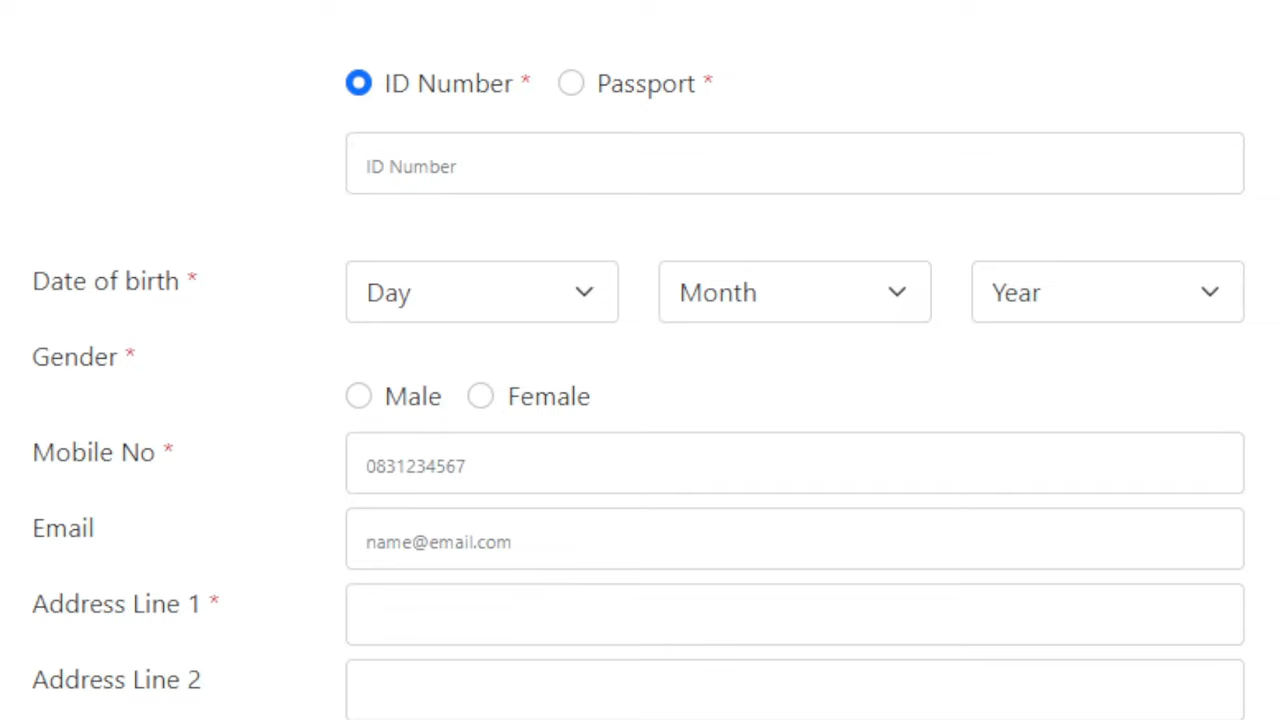 ID Number * Passport *
ID Number
Date of birth * Day Month Year
Gender *
Male Female
Mobile No * 0831234567
Email name@email.com
Address Line 1 *
Address Line 2